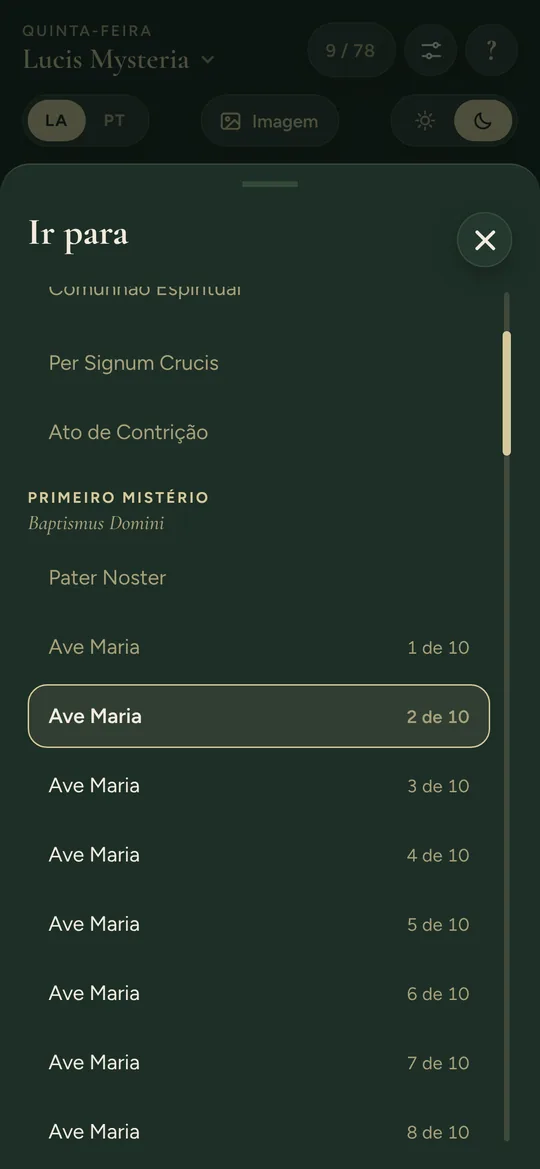 QUINTA-FEIRA
Lucis Mysteria
9 / 78
?
LA
PT
Imagem
Ir para
Comunhão Espiritual
Per Signum Crucis
Ato de Contrição
PRIMEIRO MISTÉRIO
Baptismus Domini
Pater Noster
Ave Maria 1 de 10
Ave Maria 2 de 10
Ave Maria 3 de 10
Ave Maria 4 de 10
Ave Maria 5 de 10
Ave Maria 6 de 10
Ave Maria 7 de 10
Ave Maria 8 de 10